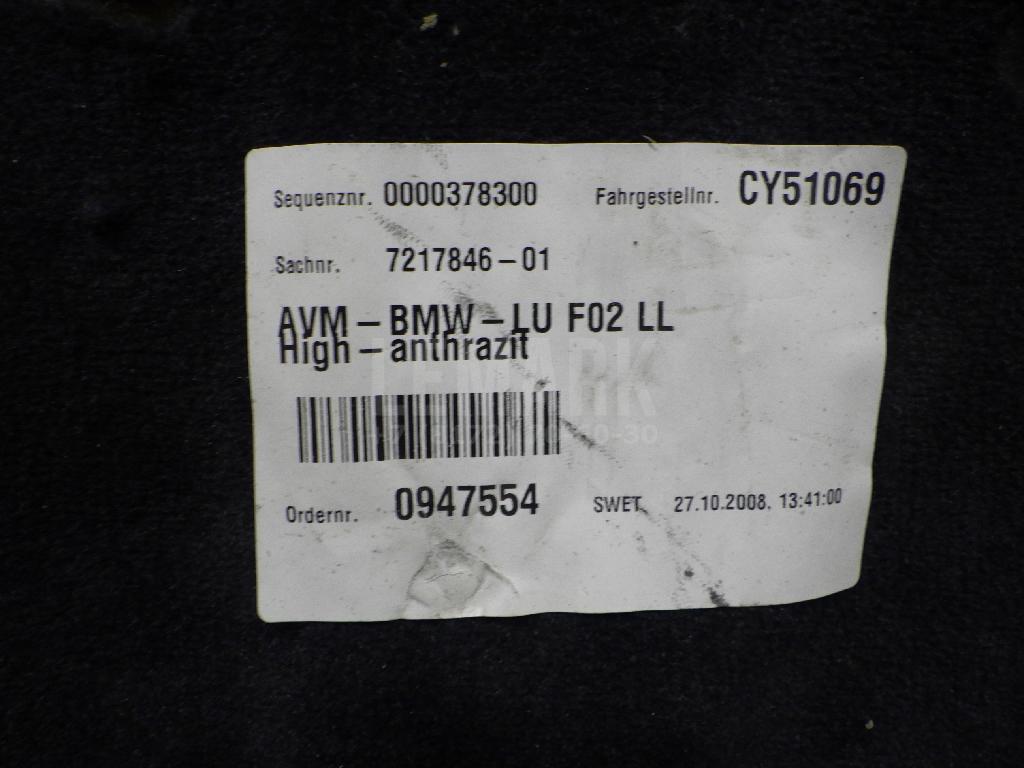 Sequenznr. 0000378300 Fahrgestellnr. CY51069
Sachnr. 7217846-01
AVM-BMW-LU F02 LL
High-anthrazit
LEMARK
Ordernr. 0947554 SWET 27.10.2008, 13:41:00